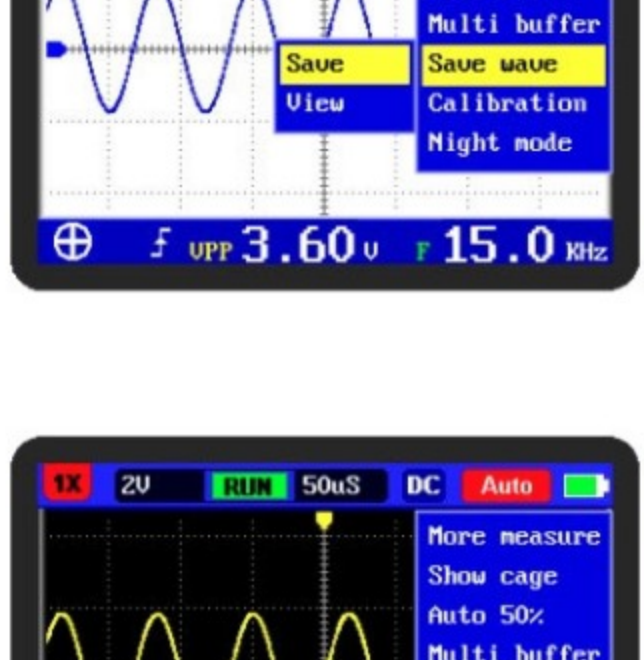 Multi buffer
Save
Save wave
View
Calibration
Night mode
VPP 3.60 V F 15.0 KHz
1X 2V RUN 50uS DC Auto
More measure
Show cage
Auto 50%
Multi buffer